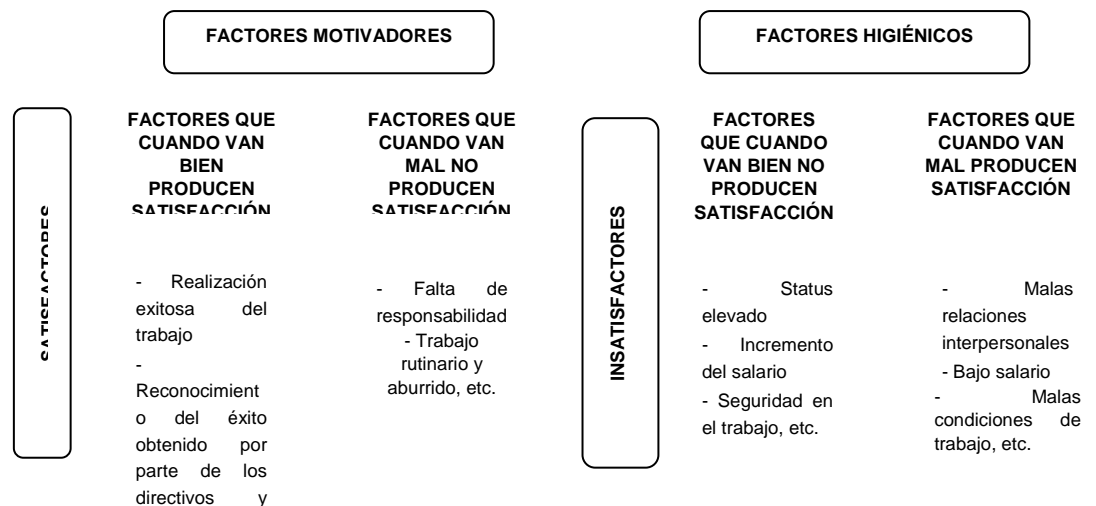 FACTORES MOTIVADORES
FACTORES HIGIÉNICOS
SATISFACTORES
FACTORES QUE
CUANDO VAN
BIEN
PRODUCEN
SATISFACCIÓN
- Realización
exitosa del
trabajo
-
Reconocimient
o del éxito
obtenido por
parte de los
directivos y
FACTORES QUE
CUANDO VAN
MAL NO
PRODUCEN
SATISFACCIÓN
- Falta de
responsabilidad
- Trabajo
rutinario y
aburrido, etc.
INSATISFACTORES
FACTORES
QUE CUANDO
VAN BIEN NO
PRODUCEN
SATISFACCIÓN
- Status
elevado
- Incremento
del salario
- Seguridad en
el trabajo, etc.
FACTORES QUE
CUANDO VAN
MAL PRODUCEN
SATISFACCIÓN
- Malas
relaciones
interpersonales
- Bajo salario
- Malas
condiciones de
trabajo, etc.